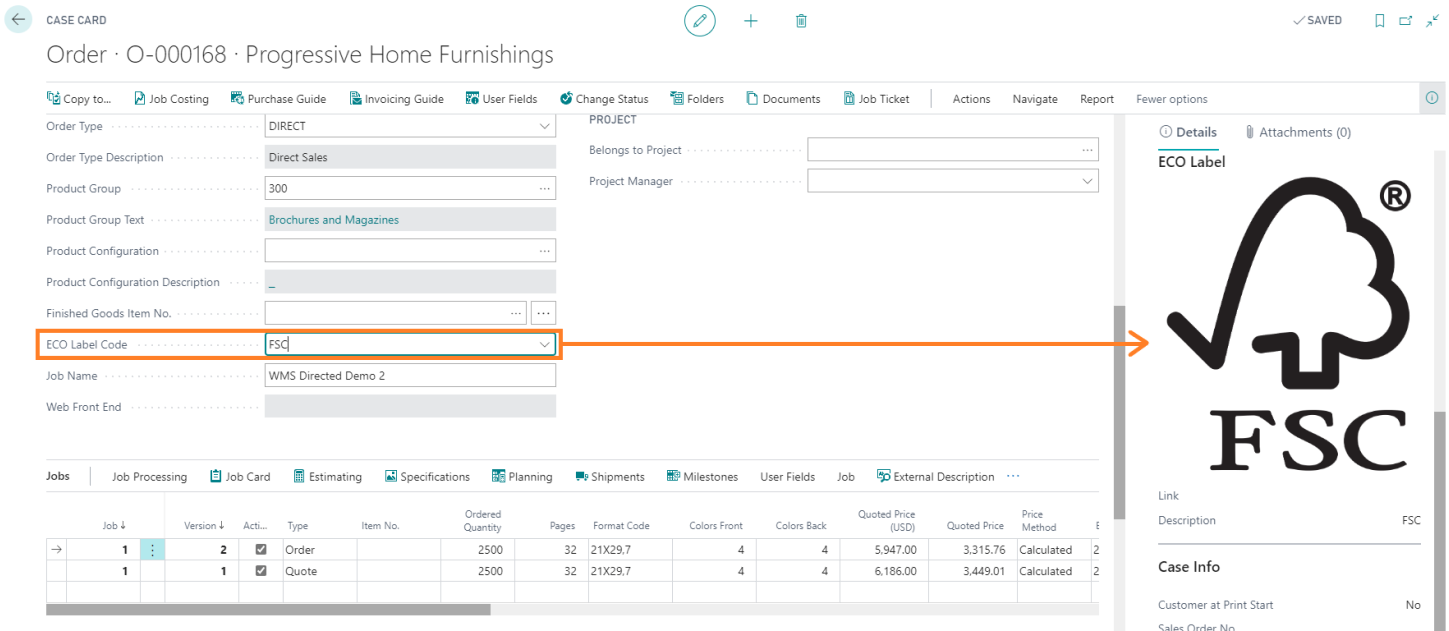 CASE CARD
SAVED
Order · O-000168 · Progressive Home Furnishings
Copy to... Job Costing Purchase Guide Invoicing Guide User Fields Change Status Folders Documents Job Ticket Actions Navigate Report Fewer options
Order Type DIRECT
Order Type Description Direct Sales
Product Group 300
Product Group Text Brochures and Magazines
Product Configuration
Product Configuration Description _
Finished Goods Item No.
ECO Label Code FSC
Job Name WMS Directed Demo 2
Web Front End
PROJECT
Belongs to Project
Project Manager
Details Attachments (0)
ECO Label
®
FSC
Link
Description FSC
Case Info
Customer at Print Start No
Sales Order No.
Jobs Job Processing Job Card Estimating Specifications Planning Shipments Milestones User Fields Job External Description ...
Job ↓ Version ↓ Acti... Type Item No. Ordered Quantity Pages Format Code Colors Front Colors Back Quoted Price (USD) Quoted Price Price Method E
1 2 Order 2500 32 21X29,7 4 4 5,947.00 3,315.76 Calculated 2
1 1 Quote 2500 32 21X29,7 4 4 6,186.00 3,449.01 Calculated 2